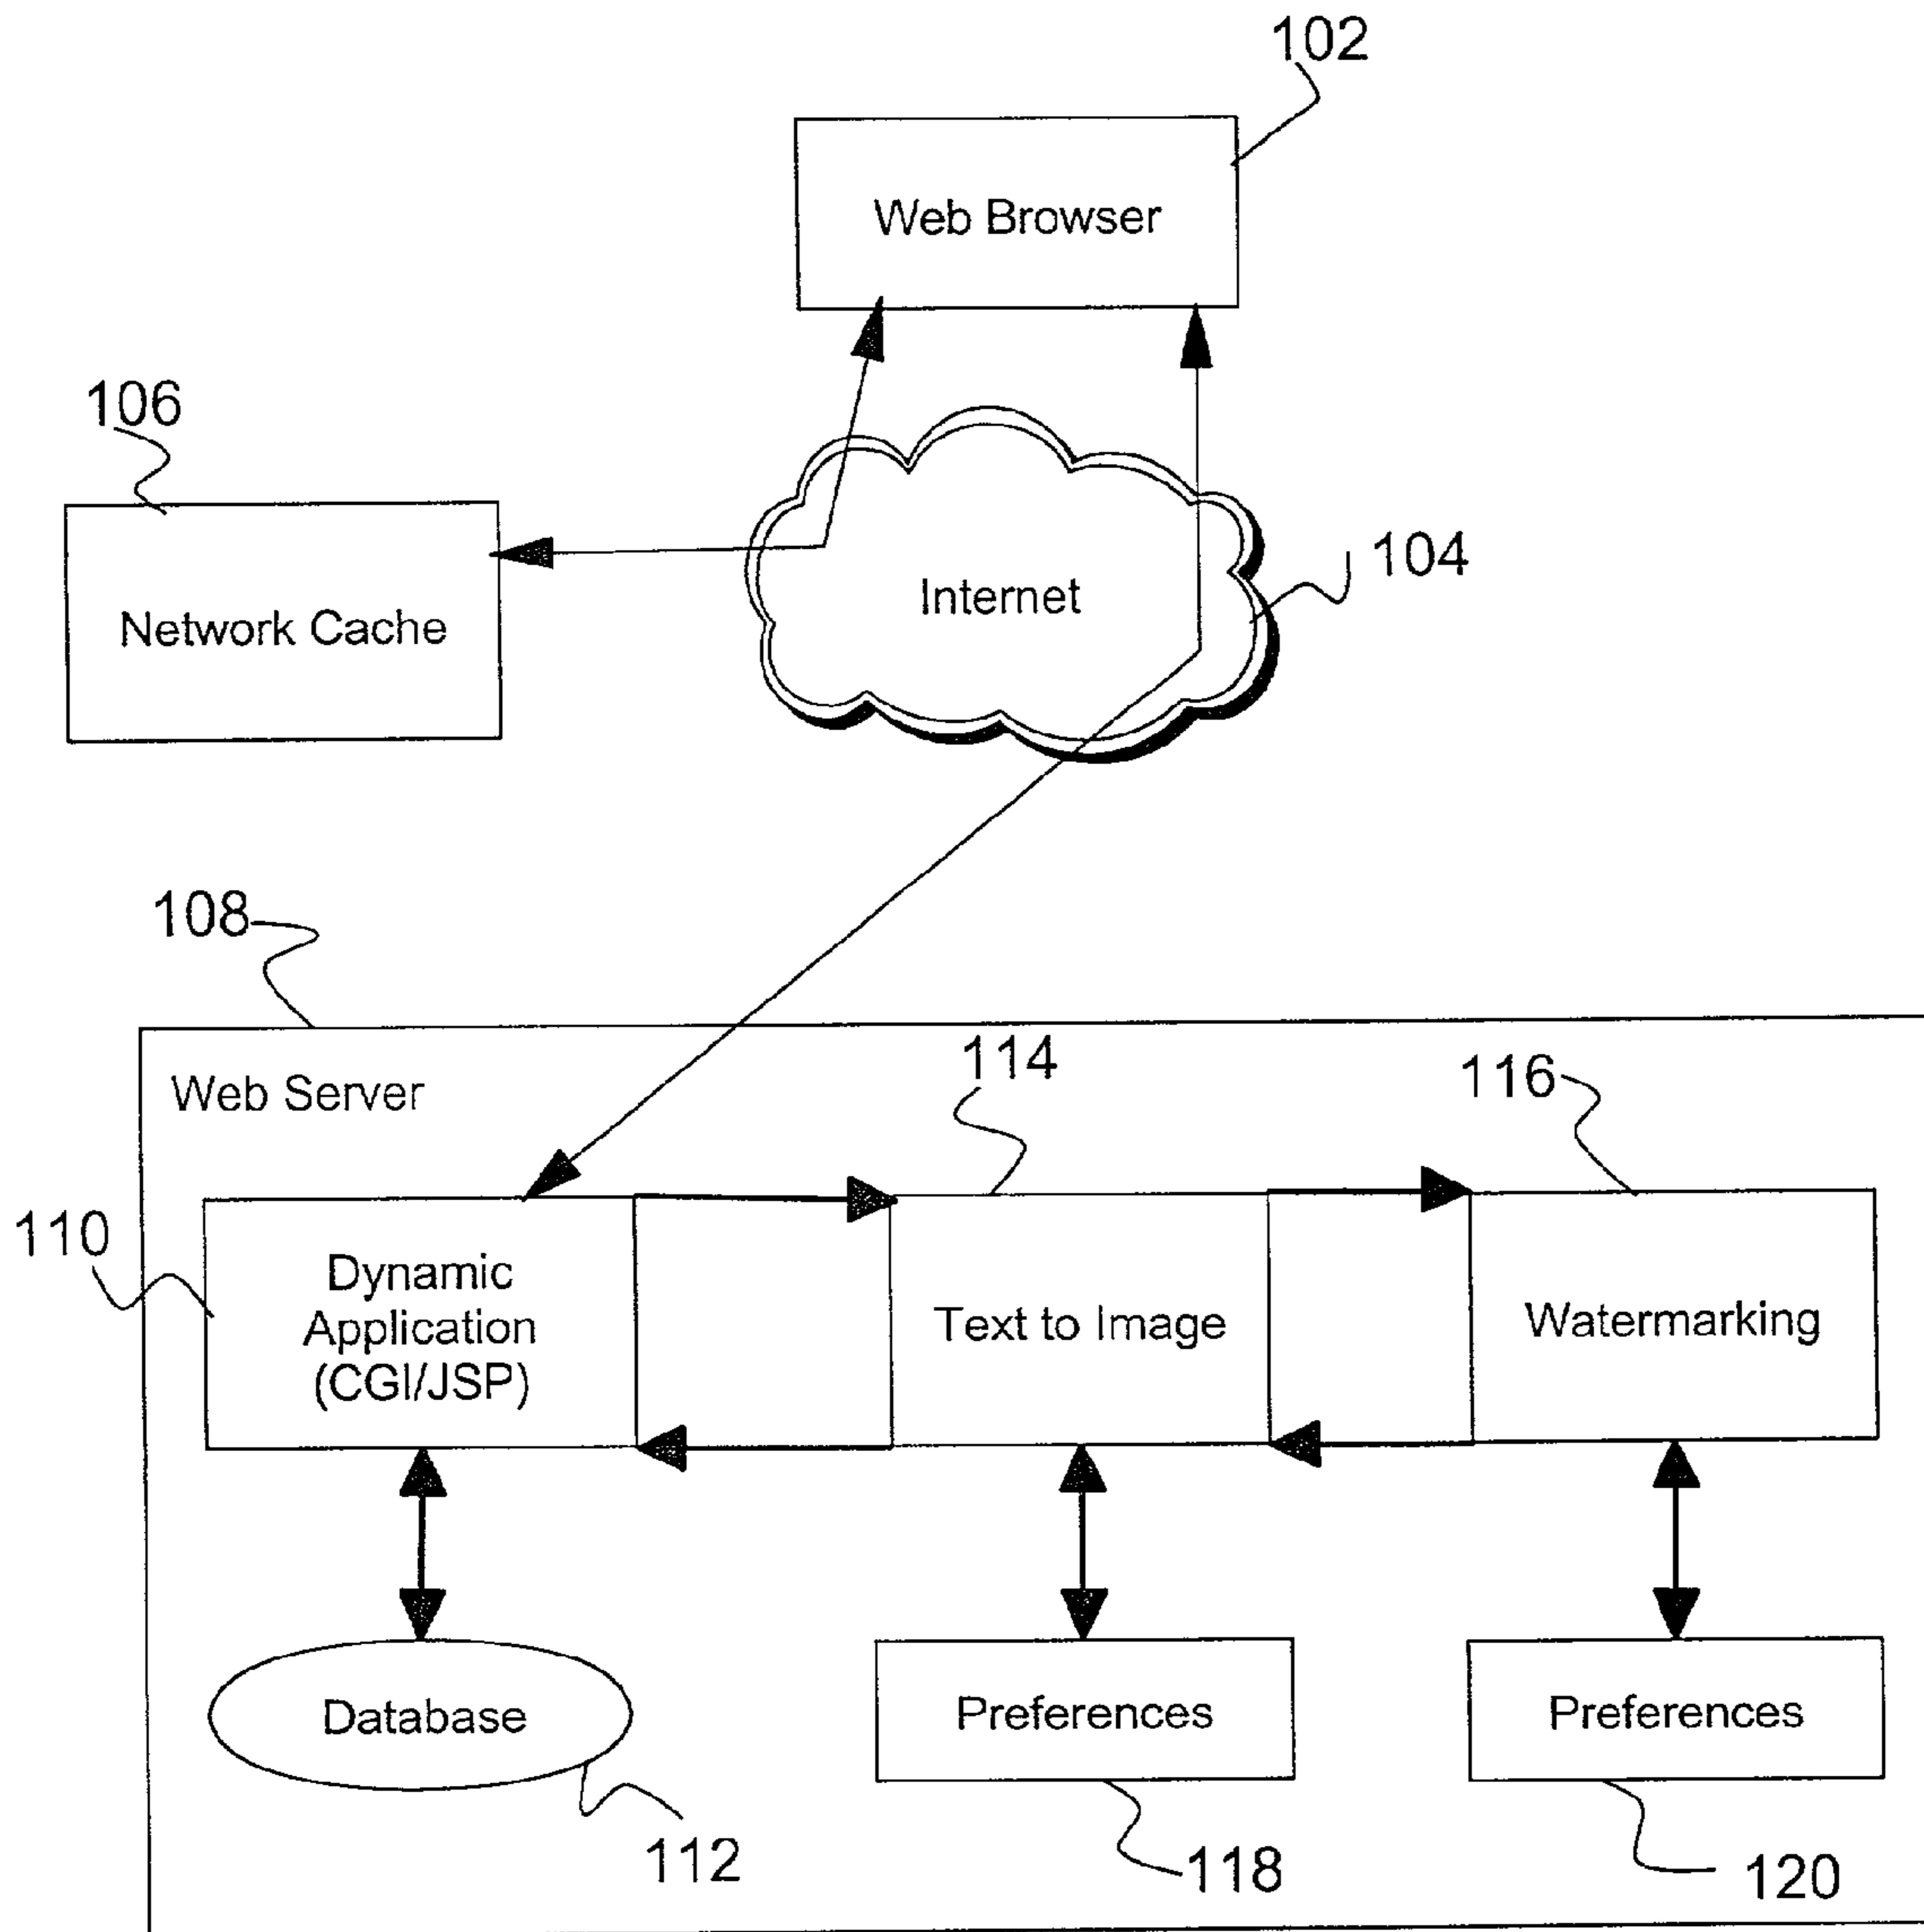 102
Web Browser
106
104
Internet
Network Cache
108
114
116
Web Server
110
Dynamic
Application
(CGI/JSP)
Text to Image
Watermarking
Database
Preferences
Preferences
112
118
120